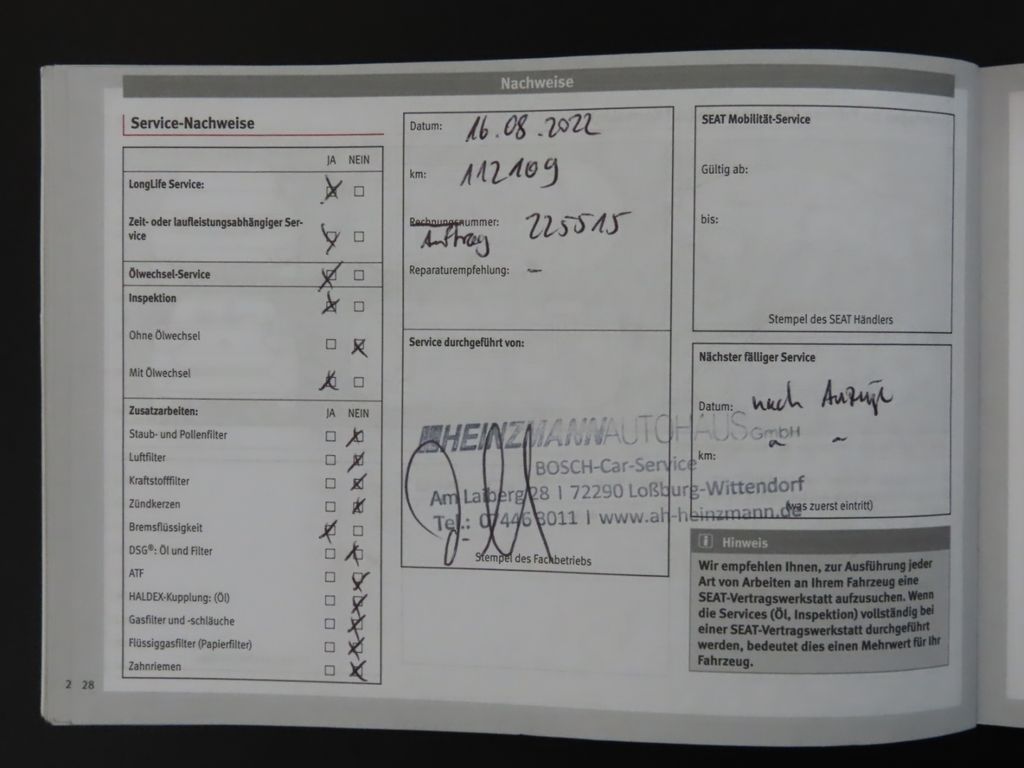 Nachweise
Service-Nachweise
JA NEIN
LongLife Service:
Zeit- oder laufleistungsabhängiger Ser-
vice
Ölwechsel-Service
Inspektion
Ohne Ölwechsel
Mit Ölwechsel
Zusatzarbeiten: JA NEIN
Staub- und Pollenfilter
Luftfilter
Kraftstofffilter
Zündkerzen
Bremsflüssigkeit
DSG®: Öl und Filter
ATF
HALDEX-Kupplung: (Öl)
Gasfilter und -schläuche
Flüssiggasfilter (Papierfilter)
Zahnriemen
2 28
Datum: 16.08.2022
km: 112109
Rechnungsnummer: 225515
Auftrag
Reparaturempfehlung: –
Service durchgeführt von:
HEINZMANN AUTOHAUS GmbH
BOSCH-Car-Service
Am Laiberg 28 | 72290 Loßburg-Wittendorf
Tel.: 07446 3011 | www.ah-heinzmann.de
Stempel des Fachbetriebs
SEAT Mobilität-Service
Gültig ab:
bis:
Stempel des SEAT Händlers
Nächster fälliger Service
Datum: nach Anzeige
km:
(was zuerst eintritt)
i Hinweis
Wir empfehlen Ihnen, zur Ausführung jeder
Art von Arbeiten an Ihrem Fahrzeug eine
SEAT-Vertragswerkstatt aufzusuchen. Wenn
die Services (Öl, Inspektion) vollständig bei
einer SEAT-Vertragswerkstatt durchgeführt
werden, bedeutet dies einen Mehrwert für Ihr
Fahrzeug.